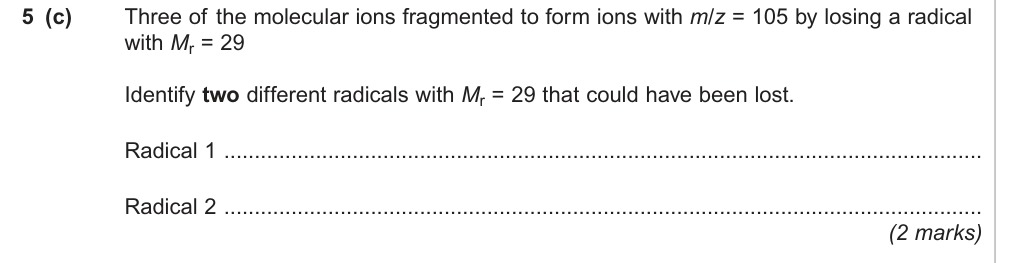 5 (c) Three of the molecular ions fragmented to form ions with m/z = 105 by losing a radical
with Mr = 29
Identify two different radicals with Mr = 29 that could have been lost.
Radical 1 ..............................................................................................................................
Radical 2 ..............................................................................................................................
(2 marks)